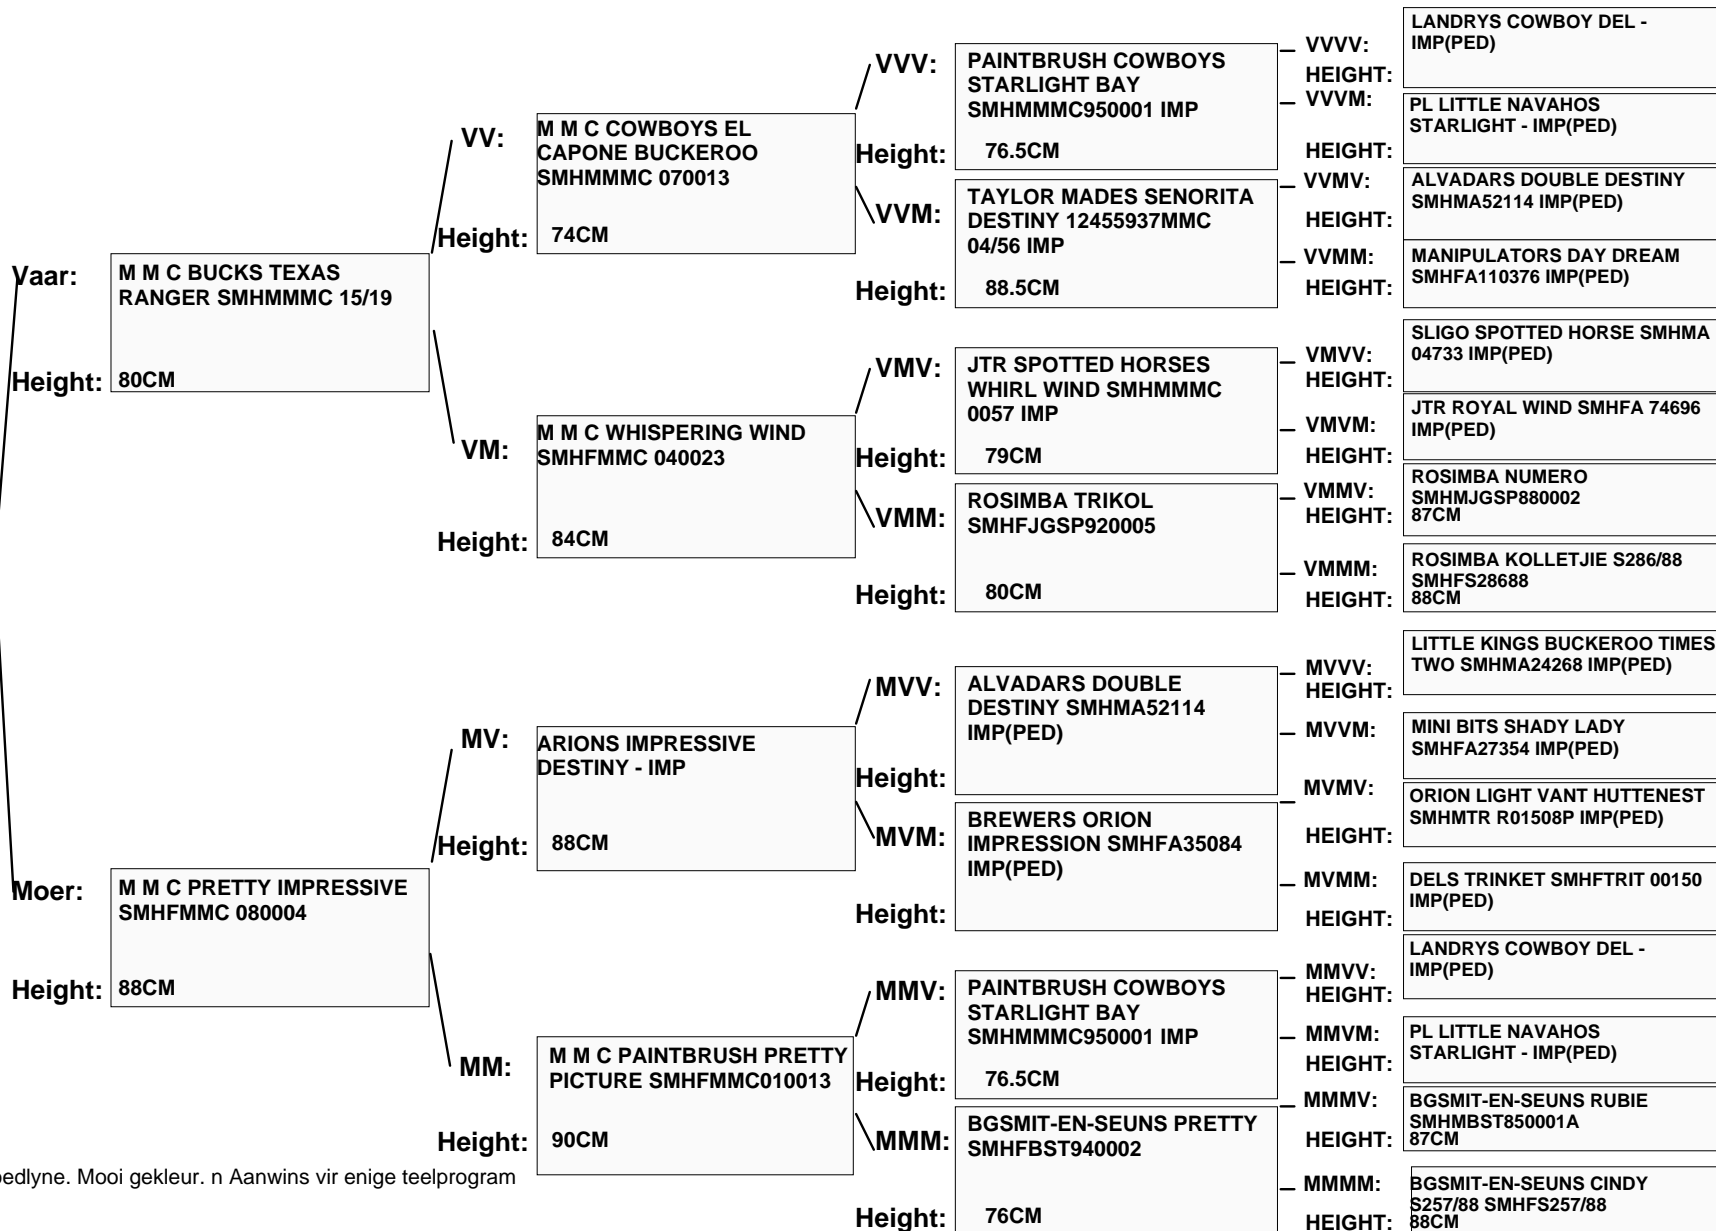 Vaar:
M M C BUCKS TEXAS
RANGER SMHMMMC 15/19
Height:
80CM
VV:
M M C COWBOYS EL
CAPONE BUCKEROO
SMHMMMC 070013
Height:
74CM
VM:
M M C WHISPERING WIND
SMHFMMC 040023
Height:
84CM
VVV:
PAINTBRUSH COWBOYS
STARLIGHT BAY
SMHMMMC950001 IMP
Height:
76.5CM
VVM:
TAYLOR MADES SENORITA
DESTINY 12455937MMC
04/56 IMP
Height:
88.5CM
VMV:
JTR SPOTTED HORSES
WHIRL WIND SMHMMMC
0057 IMP
Height:
79CM
VMM:
ROSIMBA TRIKOL
SMHFJGSP920005
Height:
80CM
VVVV:
LANDRYS COWBOY DEL -
IMP(PED)
HEIGHT:
VVVM:
PL LITTLE NAVAHOS
STARLIGHT - IMP(PED)
HEIGHT:
VVMV:
ALVADARS DOUBLE DESTINY
SMHMA52114 IMP(PED)
HEIGHT:
VVMM:
MANIPULATORS DAY DREAM
SMHFA110376 IMP(PED)
HEIGHT:
VMVV:
SLIGO SPOTTED HORSE SMHMA
04733 IMP(PED)
HEIGHT:
VMVM:
JTR ROYAL WIND SMHFA 74696
IMP(PED)
HEIGHT:
VMMV:
ROSIMBA NUMERO
SMHMJGSP880002
HEIGHT:
87CM
VMMM:
ROSIMBA KOLLETJIE S286/88
SMHFS28688
HEIGHT:
88CM
Moer:
M M C PRETTY IMPRESSIVE
SMHFMMC 080004
Height:
88CM
MV:
ARIONS IMPRESSIVE
DESTINY - IMP
Height:
88CM
MM:
M M C PAINTBRUSH PRETTY
PICTURE SMHFMMC010013
Height:
90CM
MVV:
ALVADARS DOUBLE
DESTINY SMHMA52114
IMP(PED)
Height:
MVM:
BREWERS ORION
IMPRESSION SMHFA35084
IMP(PED)
Height:
MMV:
PAINTBRUSH COWBOYS
STARLIGHT BAY
SMHMMMC950001 IMP
Height:
76.5CM
MMM:
BGSMIT-EN-SEUNS PRETTY
SMHFBST940002
Height:
76CM
MVVV:
LITTLE KINGS BUCKEROO TIMES
TWO SMHMA24268 IMP(PED)
HEIGHT:
MVVM:
MINI BITS SHADY LADY
SMHFA27354 IMP(PED)
MVMV:
ORION LIGHT VANT HUTTENEST
SMHMTR R01508P IMP(PED)
HEIGHT:
MVMM:
DELS TRINKET SMHFTRIT 00150
IMP(PED)
HEIGHT:
MMVV:
LANDRYS COWBOY DEL -
IMP(PED)
HEIGHT:
MMVM:
PL LITTLE NAVAHOS
STARLIGHT - IMP(PED)
HEIGHT:
MMMV:
BGSMIT-EN-SEUNS RUBIE
SMHMBST850001A
HEIGHT:
87CM
MMMM:
BGSMIT-EN-SEUNS CINDY
S257/88 SMHFS257/88
HEIGHT:
88CM
edlyne. Mooi gekleur. n Aanwins vir enige teelprogram